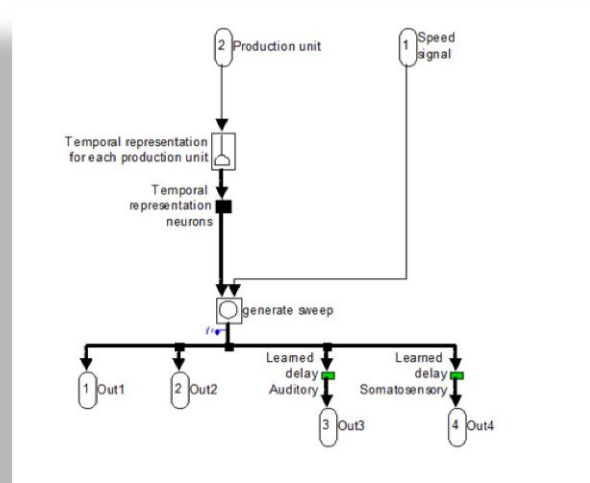 2 Production unit
1 Speed
signal
Temporal representation
for each production unit
Temporal
representation
neurons
generate sweep
Learned
delay
Auditory
Learned
delay
Somatosensory
1 Out1
2 Out2
3 Out3
4 Out4